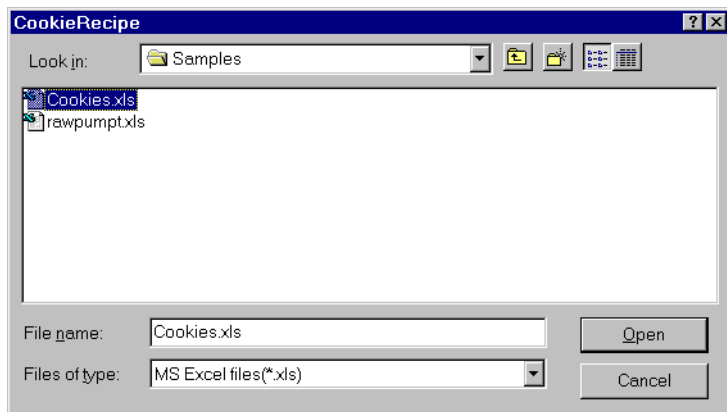 CookieRecipe
Look in: Samples
Cookies.xls
rawpumpt.xls
File name: Cookies.xls
Open
Files of type: MS Excel files(*.xls)
Cancel